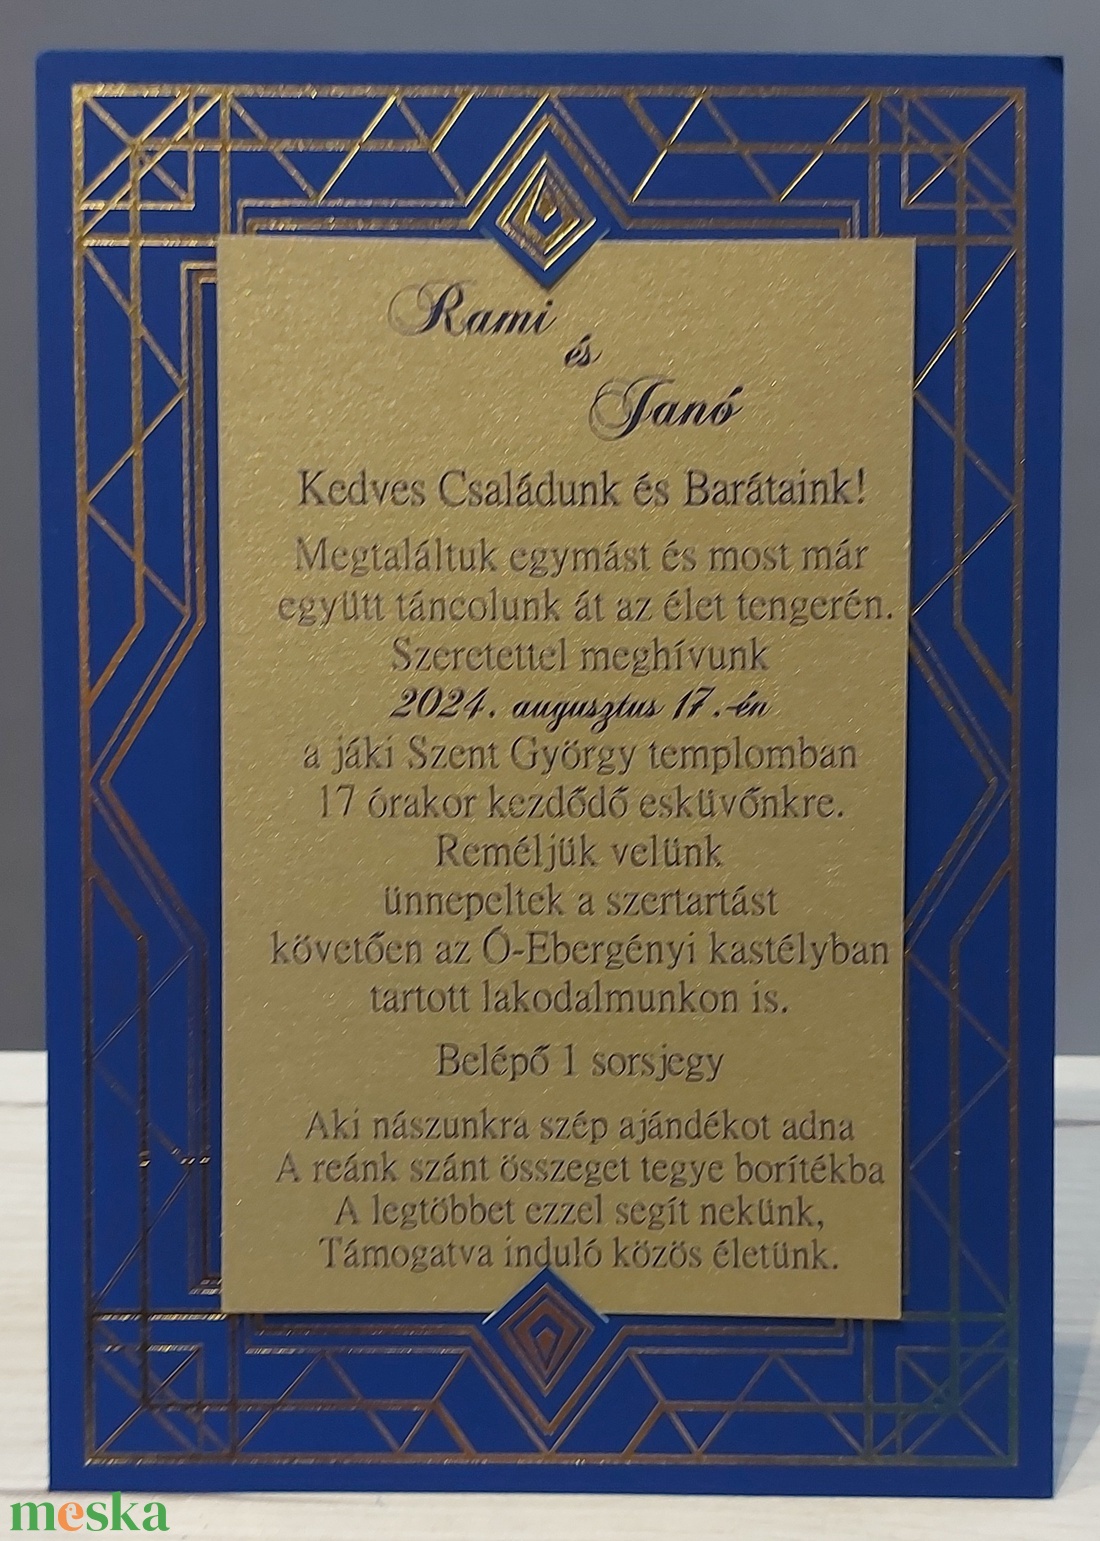 Rami
és
Janó
Kedves Családunk és Barátaink!
Megtaláltuk egymást és most már
együtt táncolunk át az élet tengerén.
Szeretettel meghívunk
2024. augusztus 17.-én
a jáki Szent György templomban
17 órakor kezdődő esküvőnkre.
Reméljük velünk
ünnepeltek a szertartást
követően az Ó-Ebergényi kastélyban
tartott lakodalmunkon is.
Belépő 1 sorsjegy
Aki nászunkra szép ajándékot adna
A reánk szánt összeget tegye borítékba
A legtöbbet ezzel segít nekünk,
Támogatva induló közös életünk.
meska